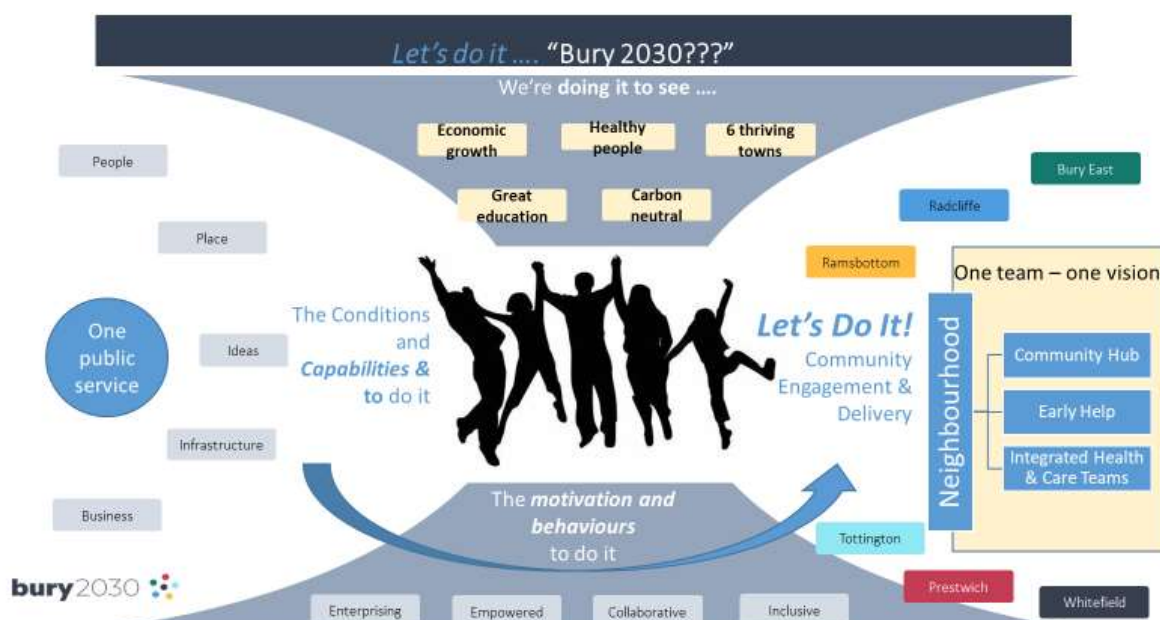 Let's do it .... "Bury 2030???"
We're doing it to see ....
Economic
growth
Healthy
people
6 thriving
towns
Great
education
Carbon
neutral
People
Place
One
public
service
Ideas
Infrastructure
Business
The Conditions
and
Capabilities &
to do it
Let's Do It!
Community
Engagement &
Delivery
Bury East
Radcliffe
Ramsbottom
One team – one vision
Neighbourhood
Community Hub
Early Help
Integrated Health
& Care Teams
Tottington
Prestwich
Whitefield
The motivation and
behaviours
to do it
Enterprising
Empowered
Collaborative
Inclusive
bury2030